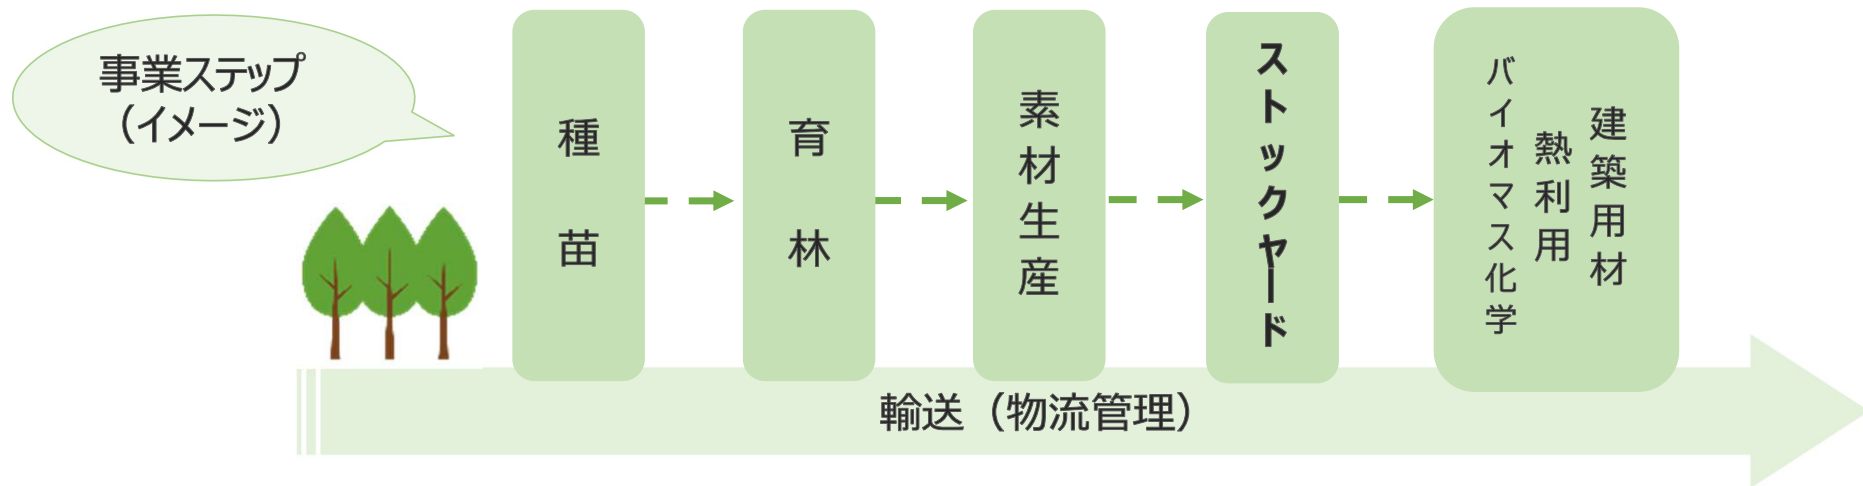 事業ステップ
（イメージ）
種苗
育林
素材生産
ストックヤード
建築用材
熱利用
バイオマス化学
輸送（物流管理）